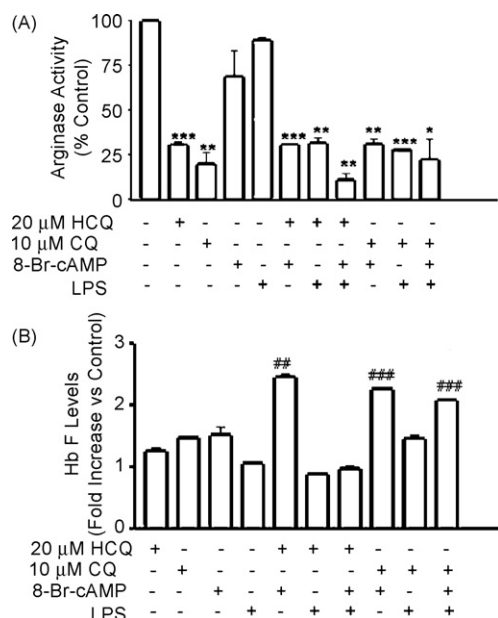 (A)
Arginase Activity
(% Control)
100
75
50
25
0
*** ** *** ** ** ** *** *
20 μM HCQ - + - - - + + + - - -
10 μM CQ - - + - - - - - + + +
8-Br-cAMP - - - + - + - + + - +
LPS - - - - + - + + - + +
(B)
Hb F Levels
(Fold Increase vs Control)
3
2
1
0
## ### ###
20 μM HCQ + - - - + + + - - -
10 μM CQ - + - - - - - + + +
8-Br-cAMP - - + - + - + + - +
LPS - - - + - + + - + +